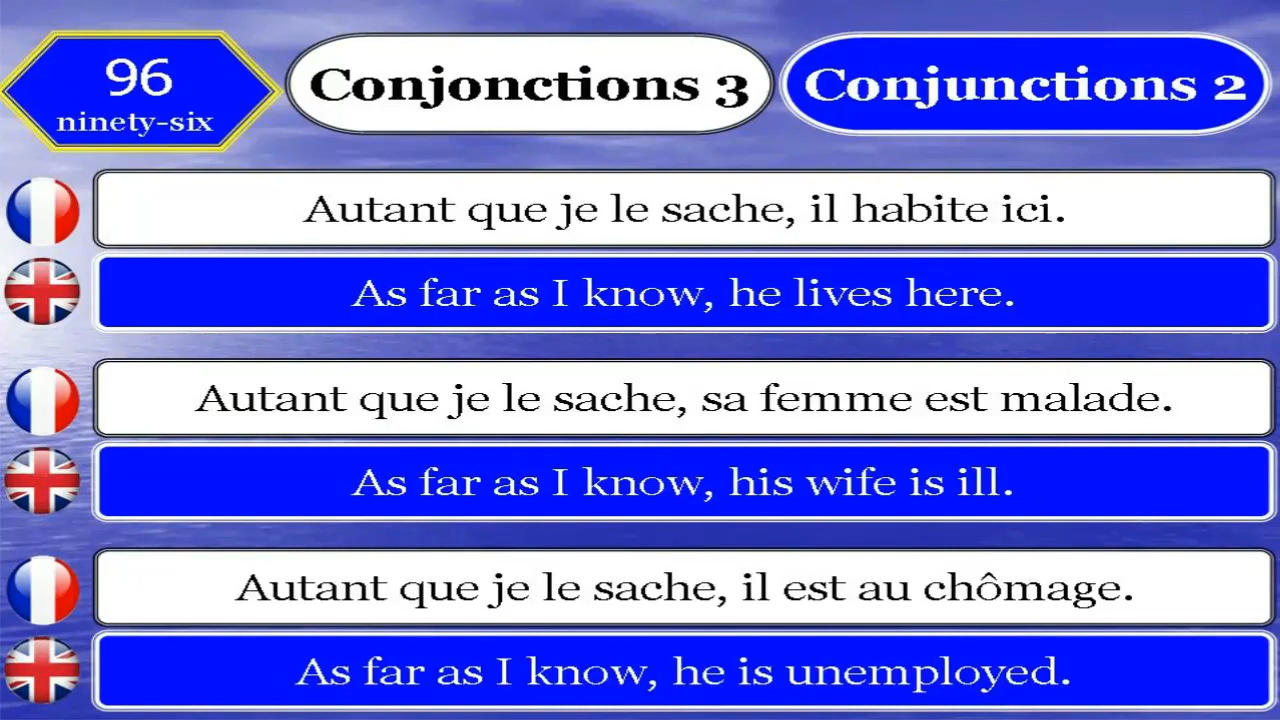 96
ninety-six
Conjonctions 3
Conjunctions 2
Autant que je le sache, il habite ici.
As far as I know, he lives here.
Autant que je le sache, sa femme est malade.
As far as I know, his wife is ill.
Autant que je le sache, il est au chômage.
As far as I know, he is unemployed.